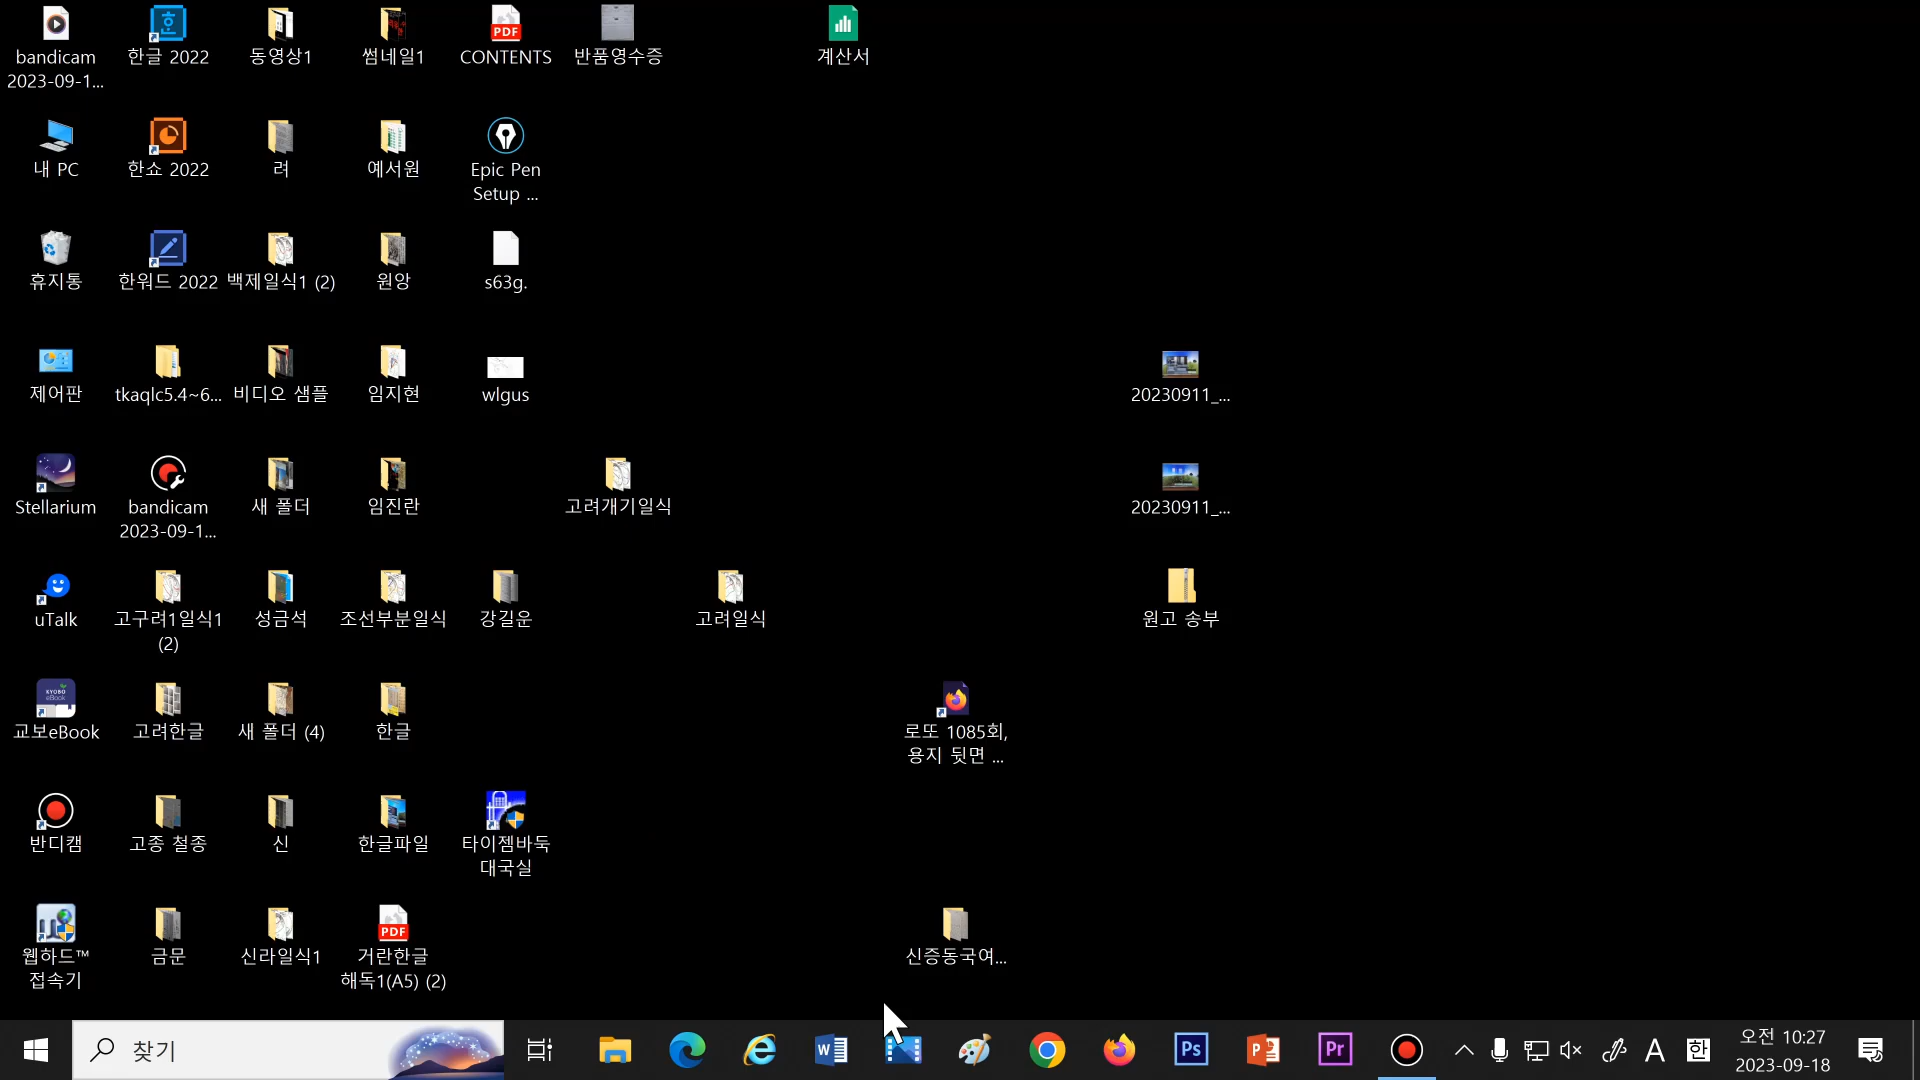 bandicam
2023-09-1...
한글 2022
동영상1
썸네일1
CONTENTS
반품영수증
계산서
내 PC
한쇼 2022
려
예서원
Epic Pen
Setup ...
휴지통
한워드 2022
백제일식1 (2)
원앙
s63g.
제어판
tkaqlc5.4~6...
비디오 샘플
임지현
wlgus
20230911_...
Stellarium
bandicam
2023-09-1...
새 폴더
임진란
고려개기일식
20230911_...
uTalk
고구려1일식1
(2)
성금석
조선부분일식
강길운
고려일식
원고 송부
KYOBO
eBook
교보eBook
고려한글
새 폴더 (4)
한글
로또 1085회,
용지 뒷면 ...
반디캠
고종 철종
신
한글파일
타이젬바둑
대국실
웹하드™
접속기
금문
신라일식1
PDF
거란한글
해독1(A5) (2)
신증동국여...
찾기
오전 10:27
2023-09-18